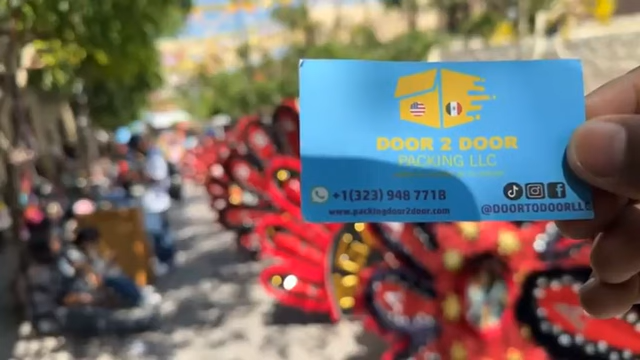 DOOR 2 DOOR
PACKING LLC
+1(323) 948 7718
www.packingdoor2door.com
@DOORTODOORLLC